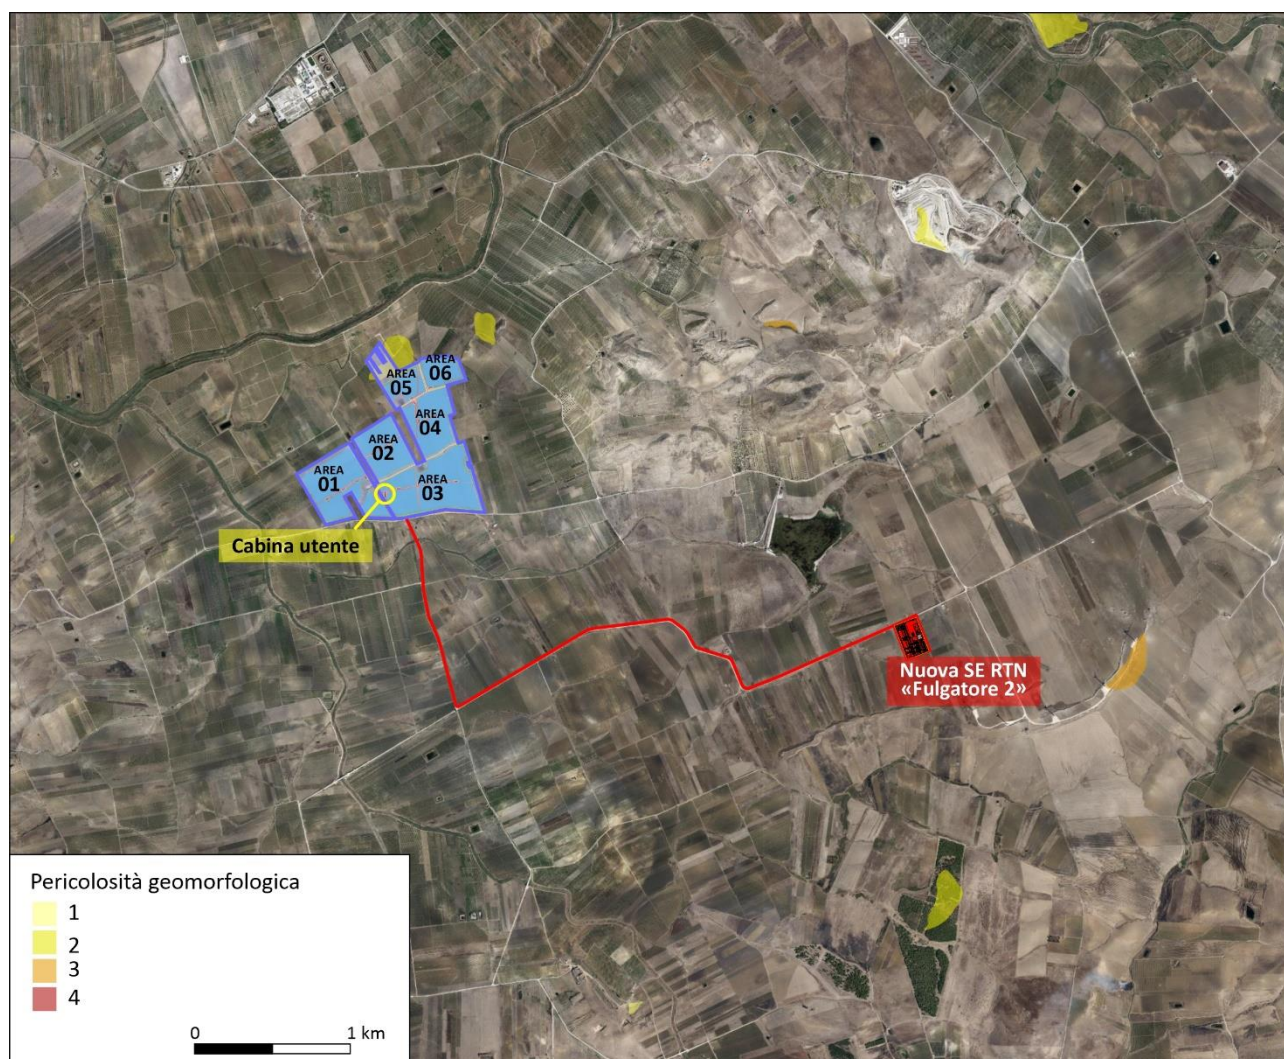 AREA
06
AREA
05
AREA
04
AREA
02
AREA
01
AREA
03
Cabina utente
Nuova SE RTN
«Fulgatore 2»
Pericolosità geomorfologica
1
2
3
4
0
1 km